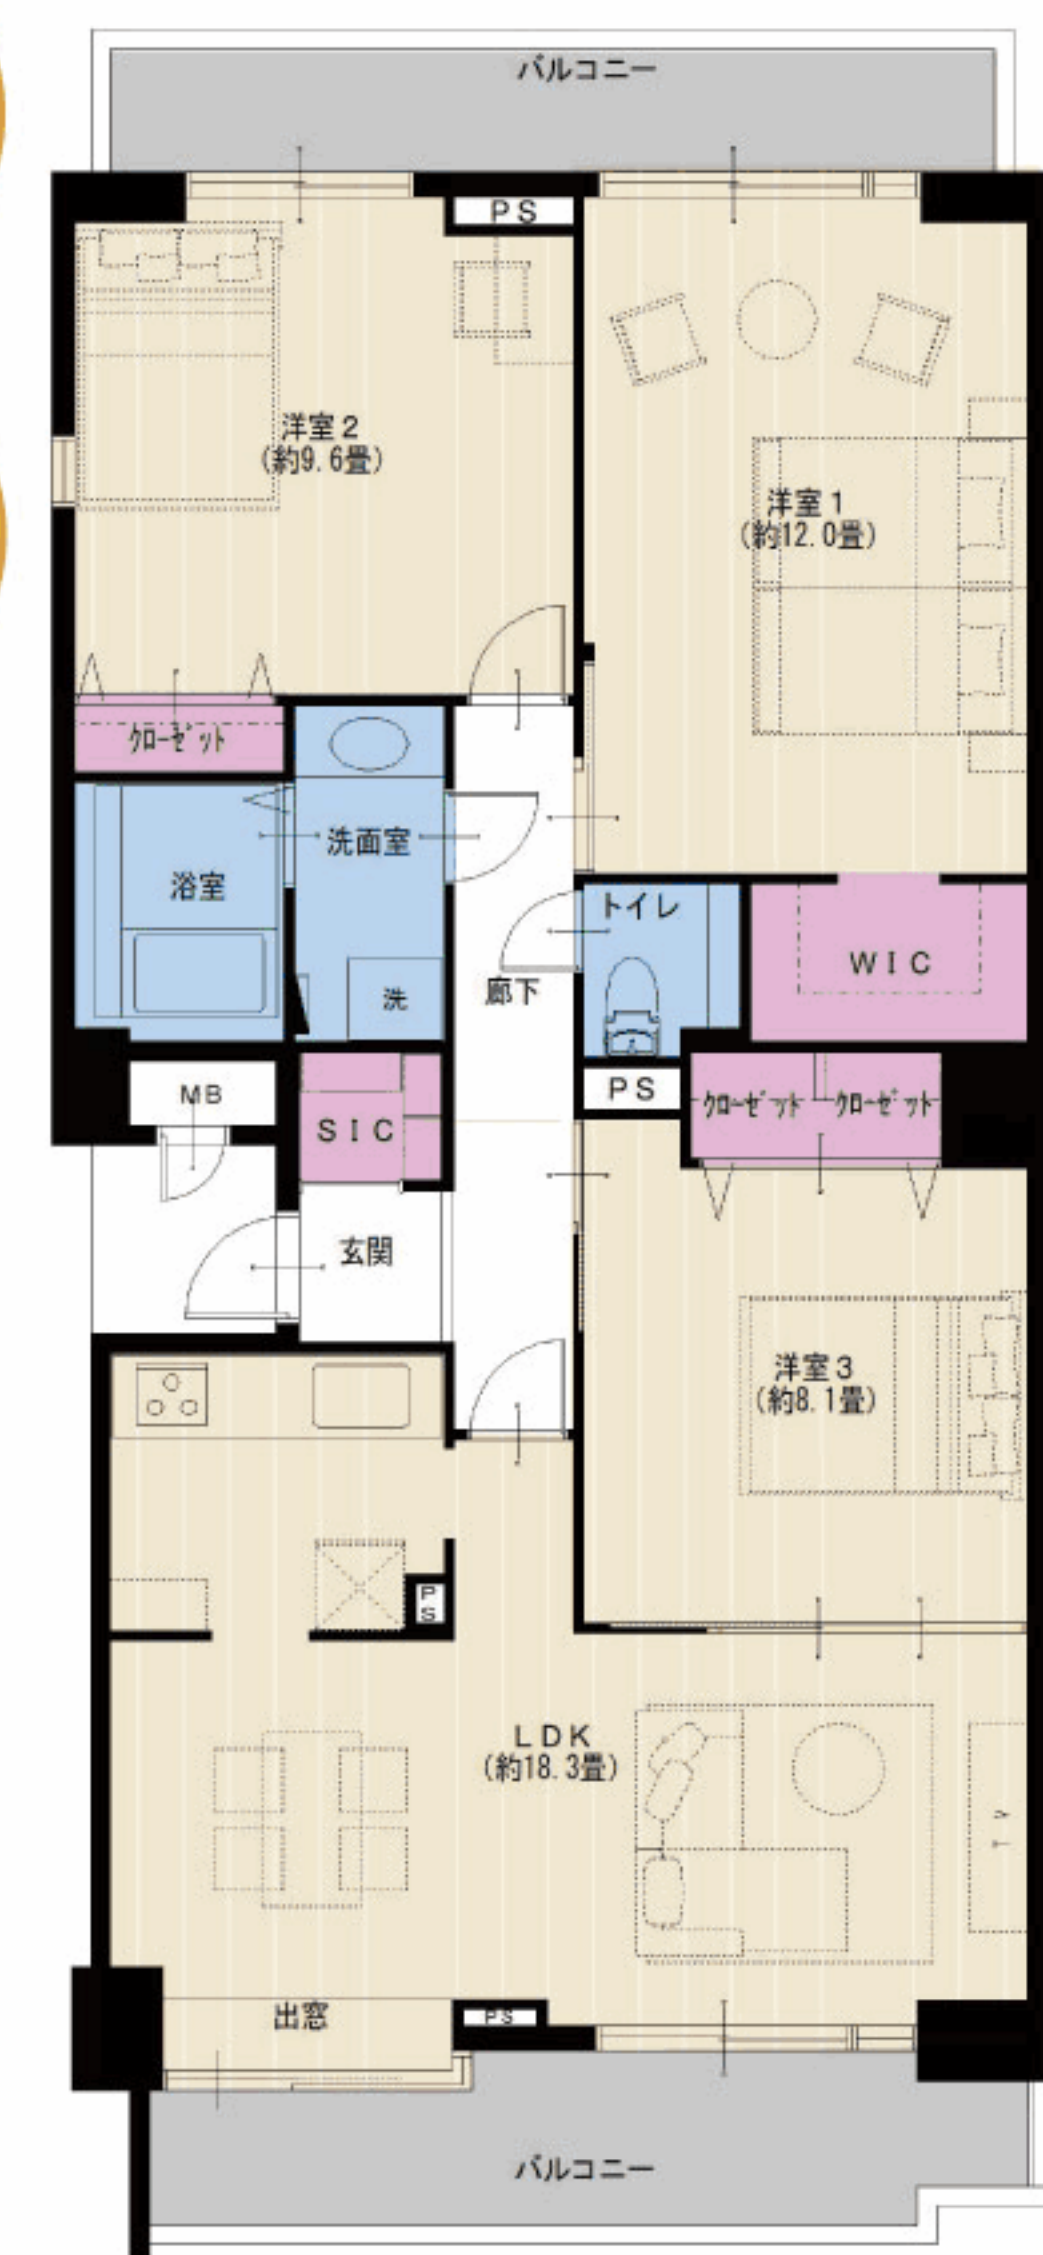 バルコニー
PS
洋室2
(約9.6畳)
洋室1
(約12.0畳)
クローゼット
洗面室
浴室
トイレ
WIC
廊下
洗
MB
PS
クローゼット クローゼット
SIC
玄関
洋室3
(約8.1畳)
PS
LDK
(約18.3畳)
TV
出窓
PS
バルコニー